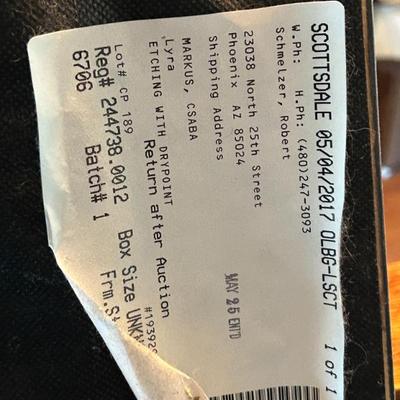 SCOTTSDALE 05/04/2017 OLBG-LSCT 1 of 1
W.Ph: H.Ph: (480)247-3093
Schmelzer, Robert
23038 North 25th Street
Phoenix AZ 85024
Shipping Address
MAY 25 ENT'D
MARKUS, CSABA
Lyra
ETCHING WITH DRYPOINT
Return after Auction
Lot# CP 189
Reg# 244738.0012 Box Size
6706 Batch# 1